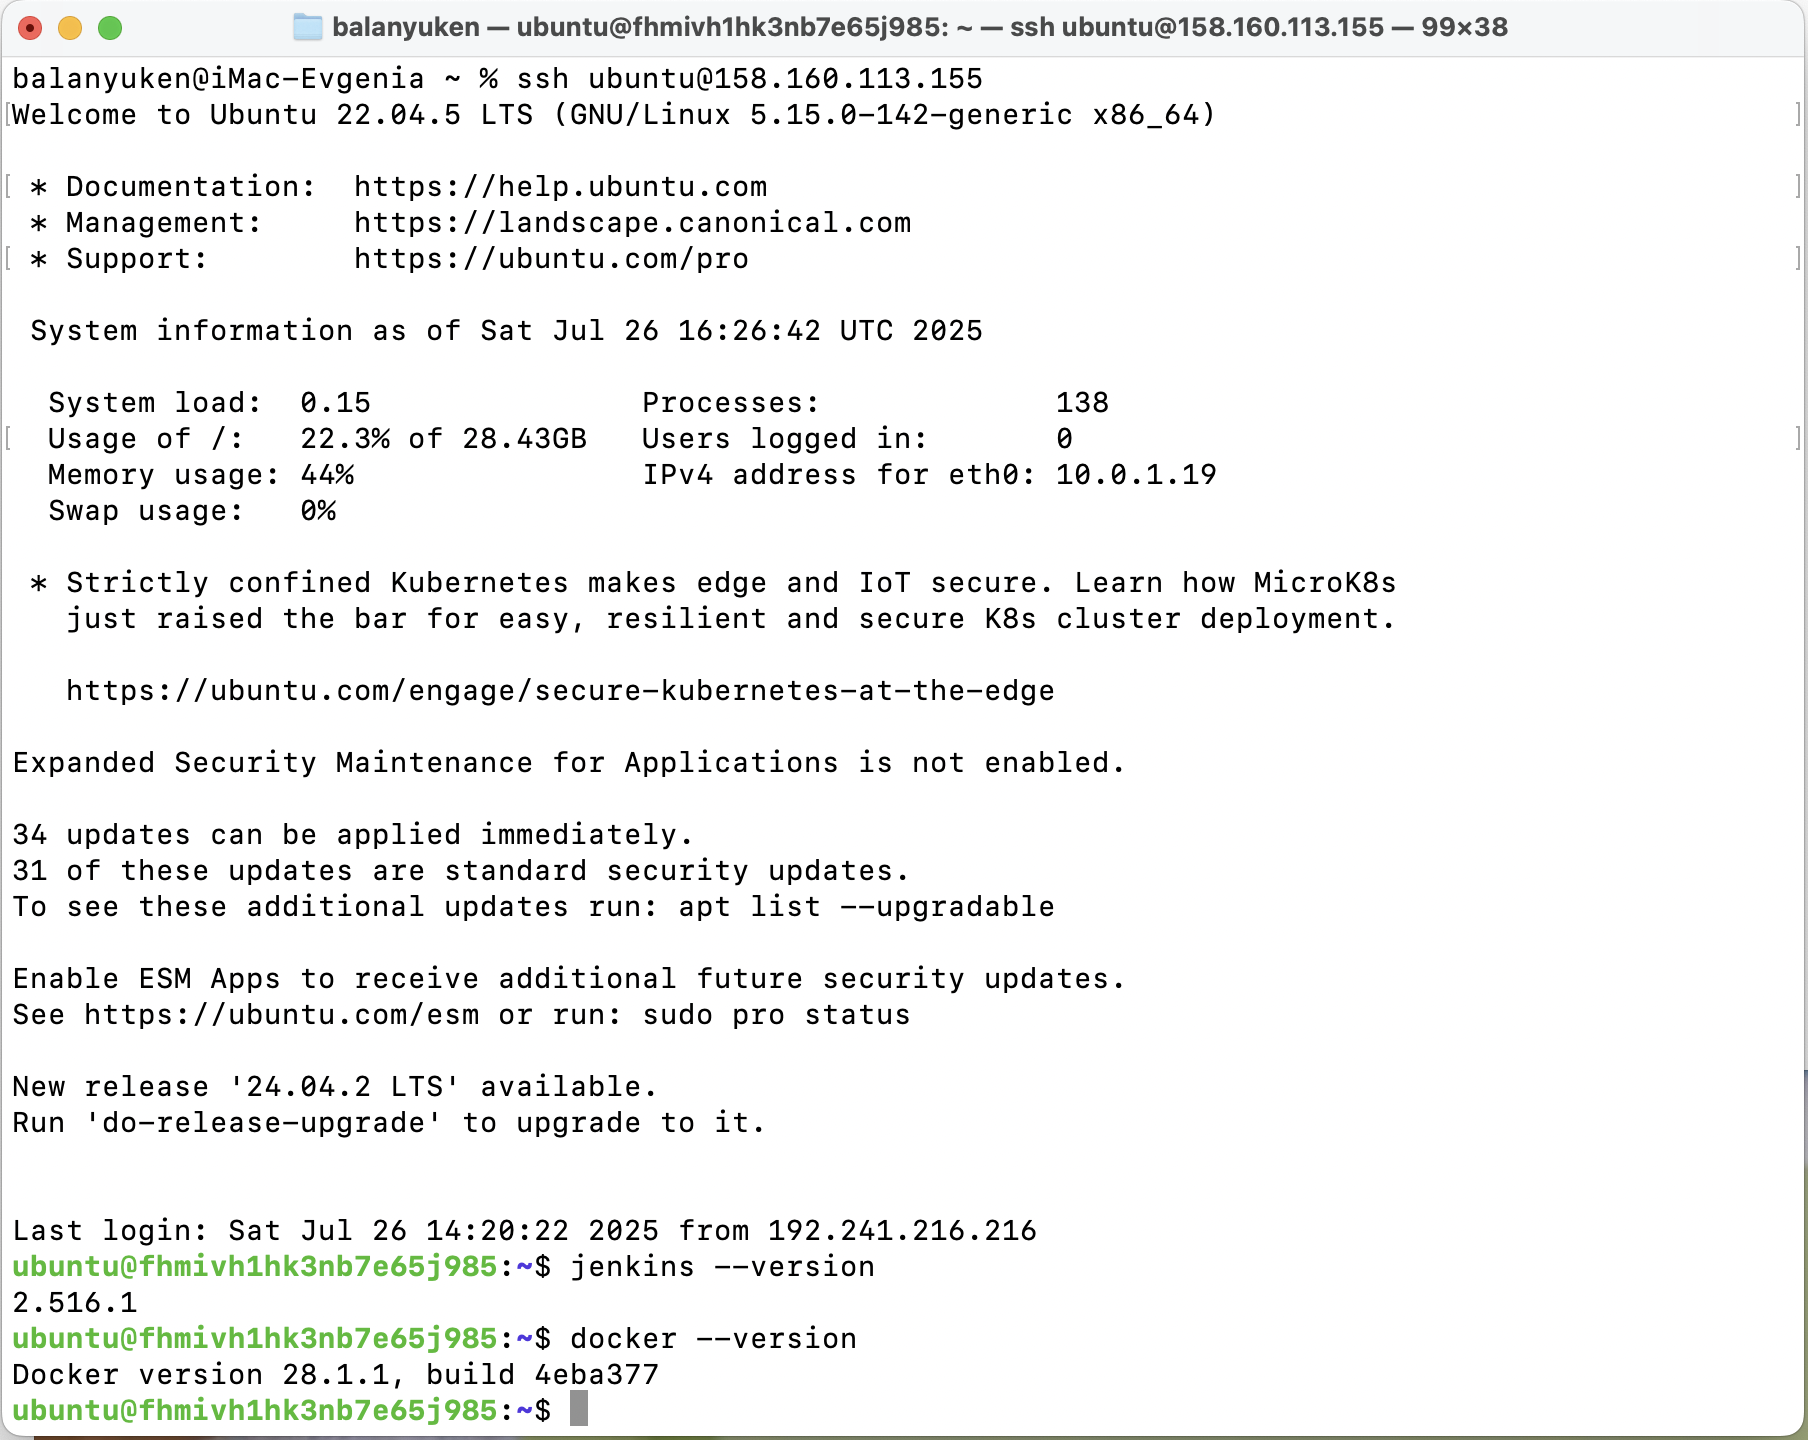 balanyuken — ubuntu@fhmivh1hk3nb7e65j985: ~ — ssh ubuntu@158.160.113.155 — 99×38
balanyuken@iMac-Evgenia ~ % ssh ubuntu@158.160.113.155
Welcome to Ubuntu 22.04.5 LTS (GNU/Linux 5.15.0-142-generic x86_64)
* Documentation:  https://help.ubuntu.com
* Management:     https://landscape.canonical.com
* Support:        https://ubuntu.com/pro
System information as of Sat Jul 26 16:26:42 UTC 2025
System load:  0.15               Processes:             138
Usage of /:   22.3% of 28.43GB   Users logged in:       0
Memory usage: 44%                IPv4 address for eth0: 10.0.1.19
Swap usage:   0%
* Strictly confined Kubernetes makes edge and IoT secure. Learn how MicroK8s
just raised the bar for easy, resilient and secure K8s cluster deployment.
https://ubuntu.com/engage/secure-kubernetes-at-the-edge
Expanded Security Maintenance for Applications is not enabled.
34 updates can be applied immediately.
31 of these updates are standard security updates.
To see these additional updates run: apt list --upgradable
Enable ESM Apps to receive additional future security updates.
See https://ubuntu.com/esm or run: sudo pro status
New release '24.04.2 LTS' available.
Run 'do-release-upgrade' to upgrade to it.
Last login: Sat Jul 26 14:20:22 2025 from 192.241.216.216
ubuntu@fhmivh1hk3nb7e65j985:~$ jenkins --version
2.516.1
ubuntu@fhmivh1hk3nb7e65j985:~$ docker --version
Docker version 28.1.1, build 4eba377
ubuntu@fhmivh1hk3nb7e65j985:~$